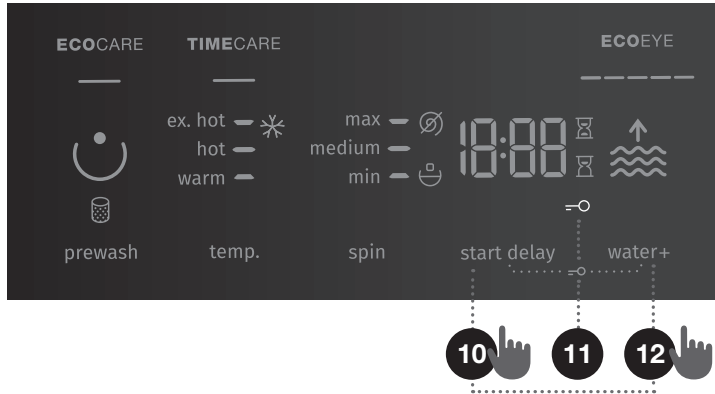 ECOCARE TIMECARE ECOEYE
ex. hot max 18:88
hot medium
warm min
prewash temp. spin start delay water+
10 11 12